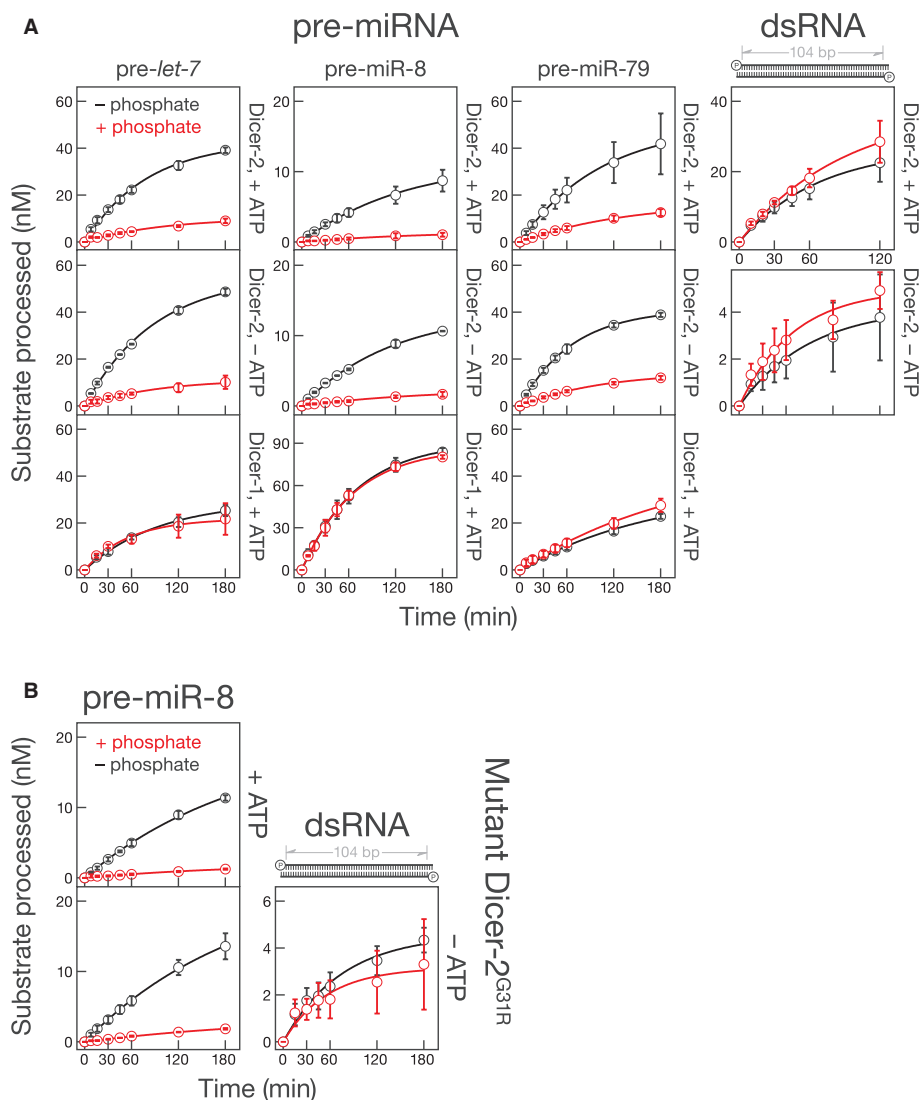 A
pre-miRNA
dsRNA
104 bp
P
P
pre-let-7
pre-miR-8
pre-miR-79
Substrate processed (nM)
60
40
20
0
− phosphate
+ phosphate
Dicer-2, + ATP
20
10
0
Dicer-2, + ATP
60
40
20
0
Dicer-2, + ATP
40
20
0
0 20 40 60 120
Dicer-2, + ATP
60
40
20
0
Dicer-2, − ATP
20
10
0
Dicer-2, − ATP
60
40
20
0
Dicer-2, − ATP
4
2
0
Dicer-2, − ATP
60
40
20
0
0 30 60 120 180
Dicer-1, + ATP
90
60
30
0
0 30 60 120 180
Dicer-1, + ATP
60
40
20
0
0 30 60 120 180
Dicer-1, + ATP
Time (min)
B
pre-miR-8
Substrate processed (nM)
20
10
0
+ phosphate
− phosphate
+ ATP
20
10
0
0 30 60 120 180
dsRNA
104 bp
P
P
6
4
2
0
0 30 60 120 180
− ATP
Mutant Dicer-2G31R
Time (min)